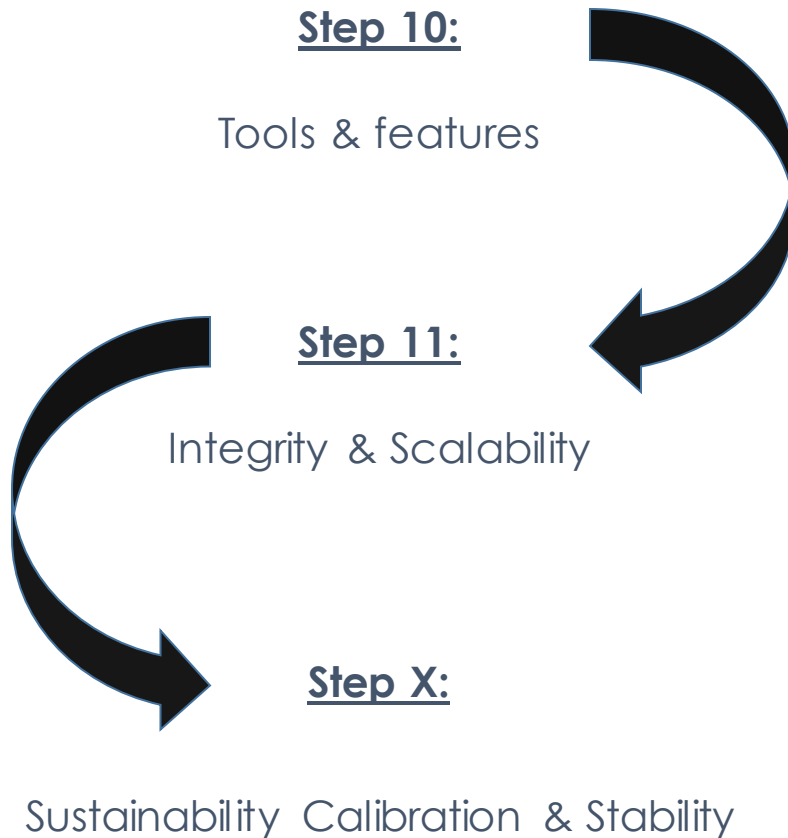 Step 10:
Tools & features
Step 11:
Integrity & Scalability
Step X:
Sustainability Calibration & Stability